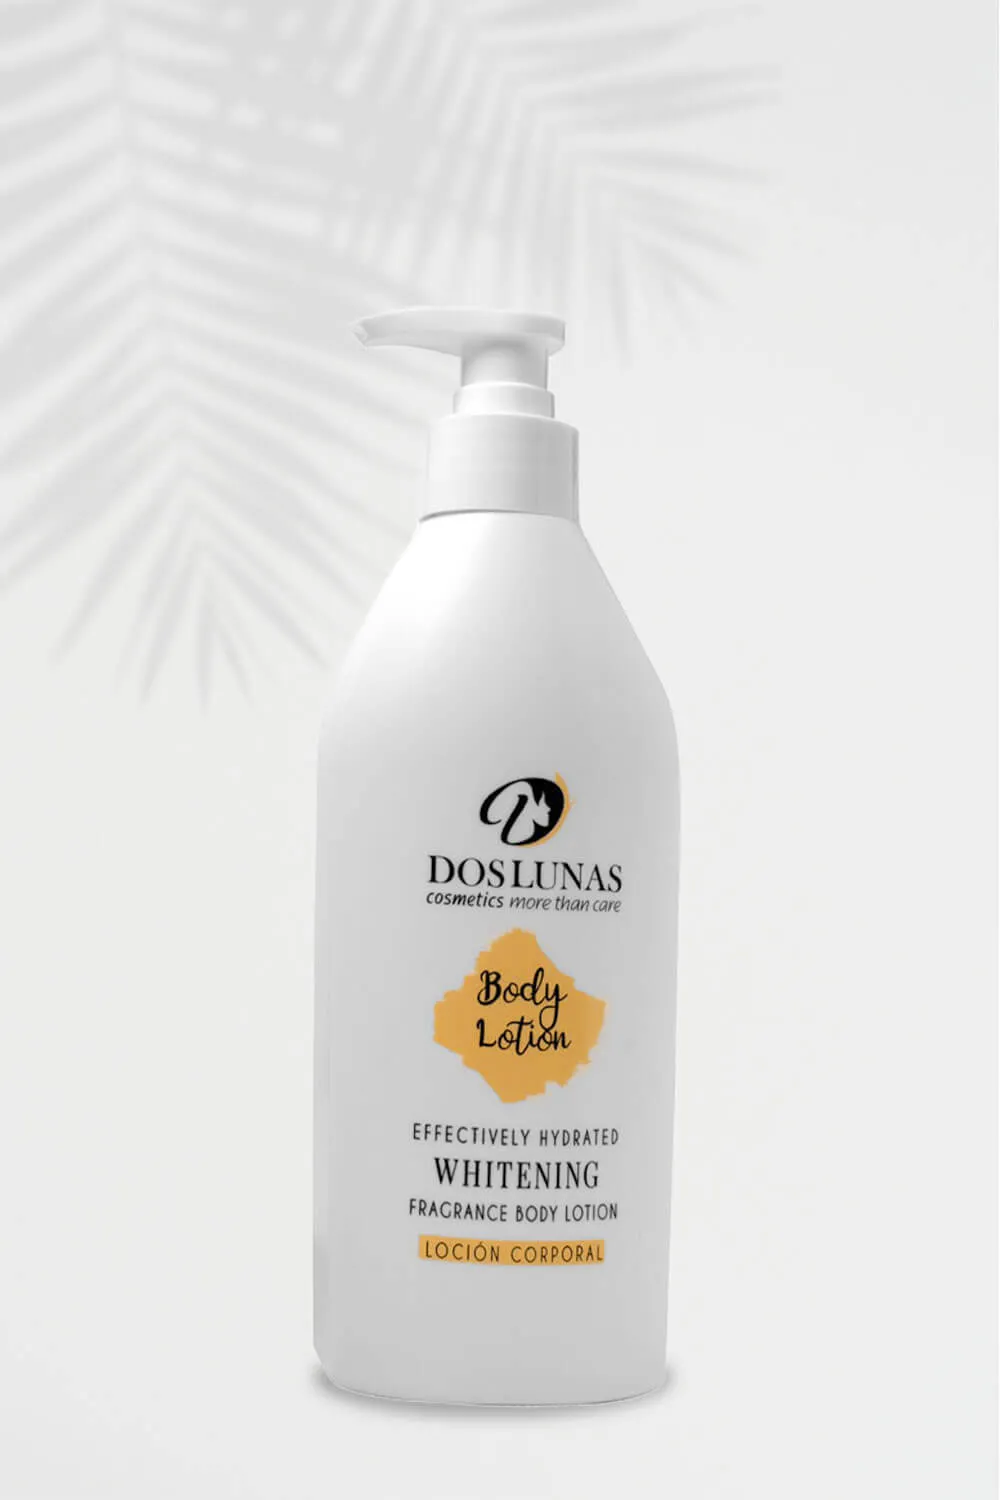 DOS LUNAS
cosmetics more than care
Body
Lotion
EFFECTIVELY HYDRATED
WHITENING
FRAGRANCE BODY LOTION
LOCIÓN CORPORAL